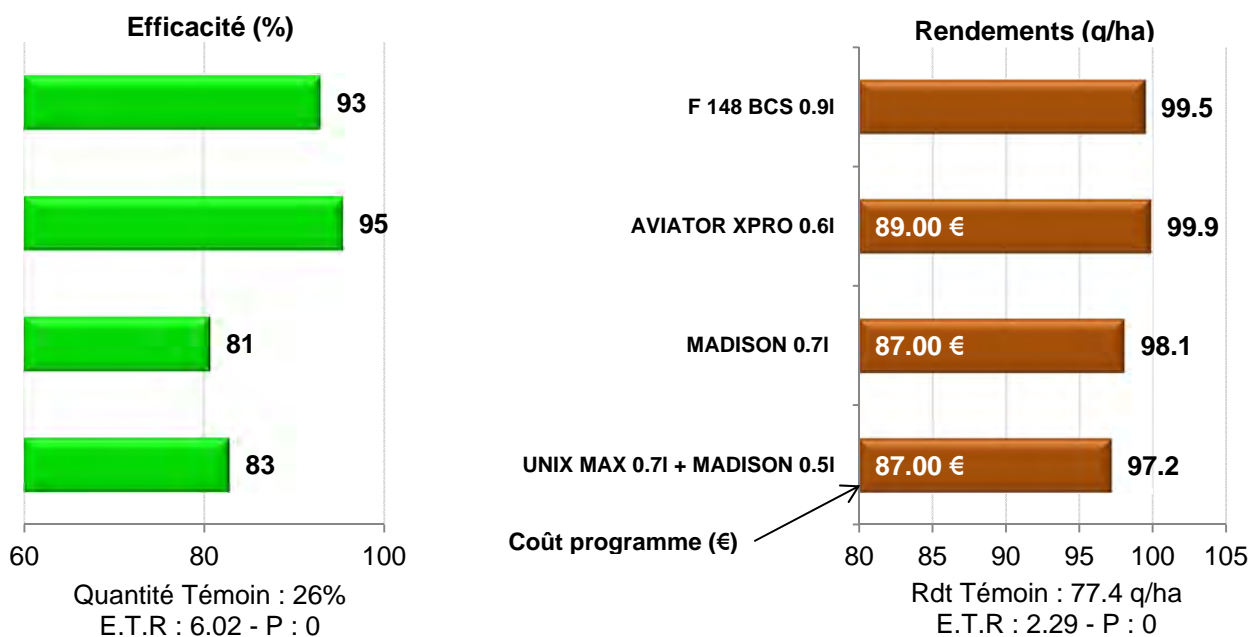 Efficacité (%)
93
95
81
83
60 80 100
Quantité Témoin : 26%
E.T.R : 6.02 - P : 0
Rendements (q/ha)
F 148 BCS 0.9l 99.5
AVIATOR XPRO 0.6l 89.00 € 99.9
MADISON 0.7l 87.00 € 98.1
UNIX MAX 0.7l + MADISON 0.5l 87.00 € 97.2
Coût programme (€)
80 85 90 95 100 105
Rdt Témoin : 77.4 q/ha
E.T.R : 2.29 - P : 0